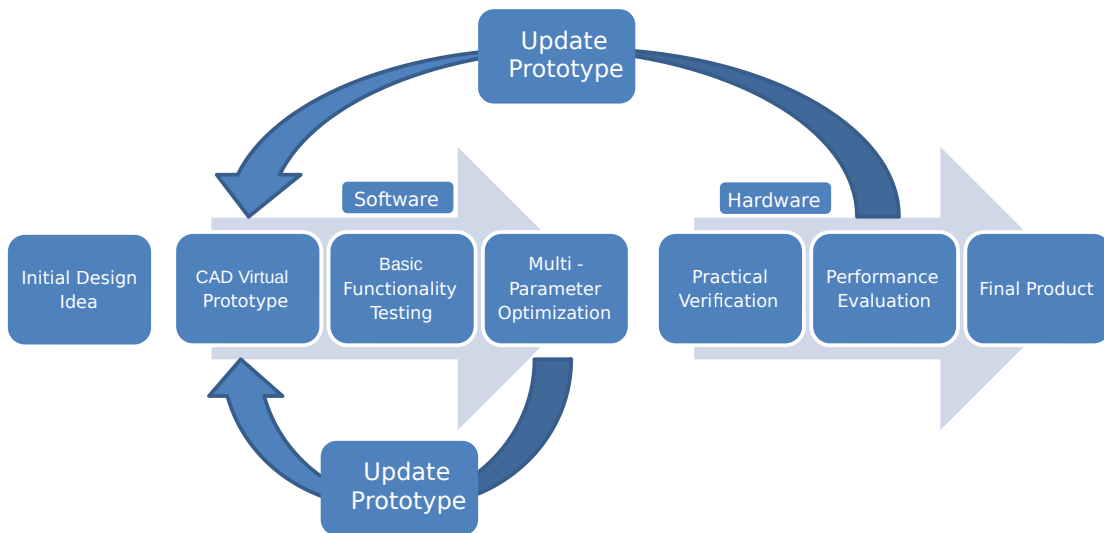 Update
Prototype
Software
Hardware
Initial Design
Idea
CAD Virtual
Prototype
Basic
Functionality
Testing
Multi -
Parameter
Optimization
Practical
Verification
Performance
Evaluation
Final Product
Update
Prototype